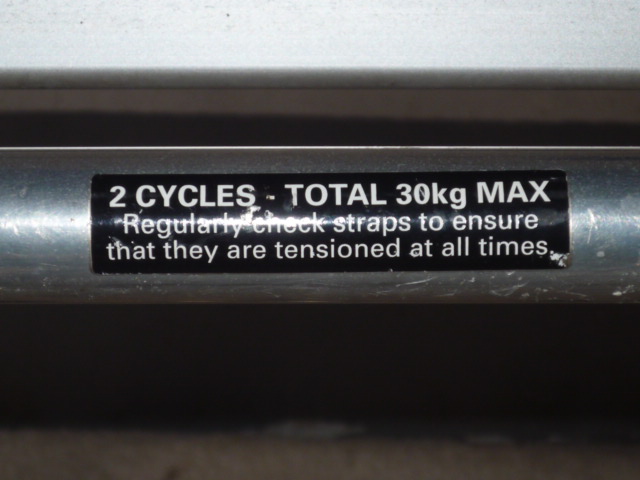 2 CYCLES - TOTAL 30kg MAX
Regularly check straps to ensure
that they are tensioned at all times.